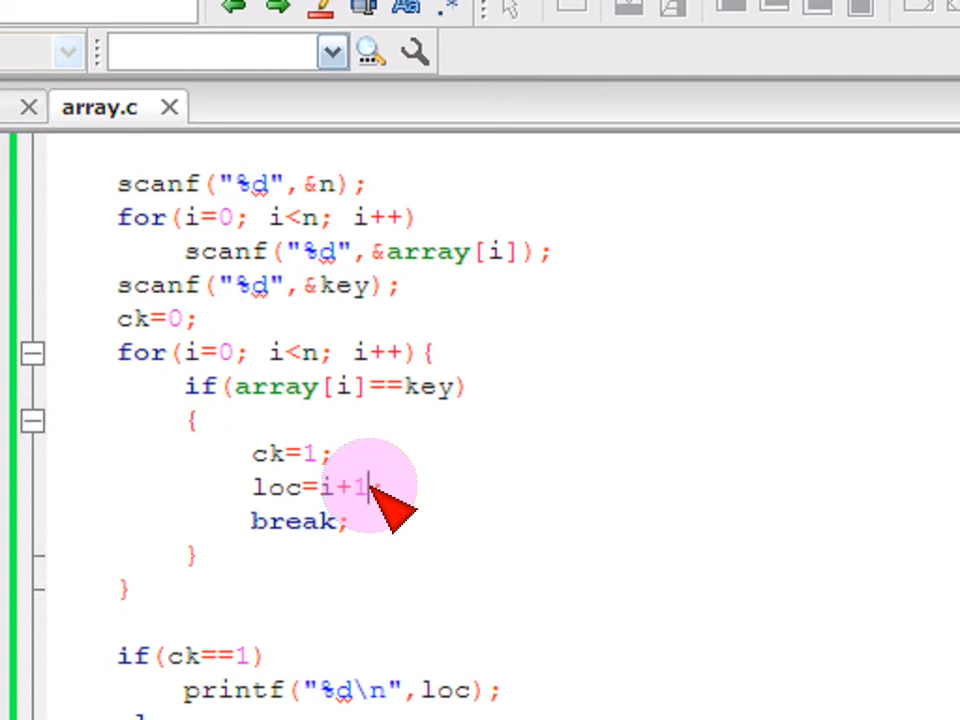 array.c
scanf("%d",&n);
for(i=0; i<n; i++)
scanf("%d",&array[i]);
scanf("%d",&key);
ck=0;
for(i=0; i<n; i++){
if(array[i]==key)
{
ck=1;
loc=i+1;
break;
}
}
if(ck==1)
printf("%d\n",loc);